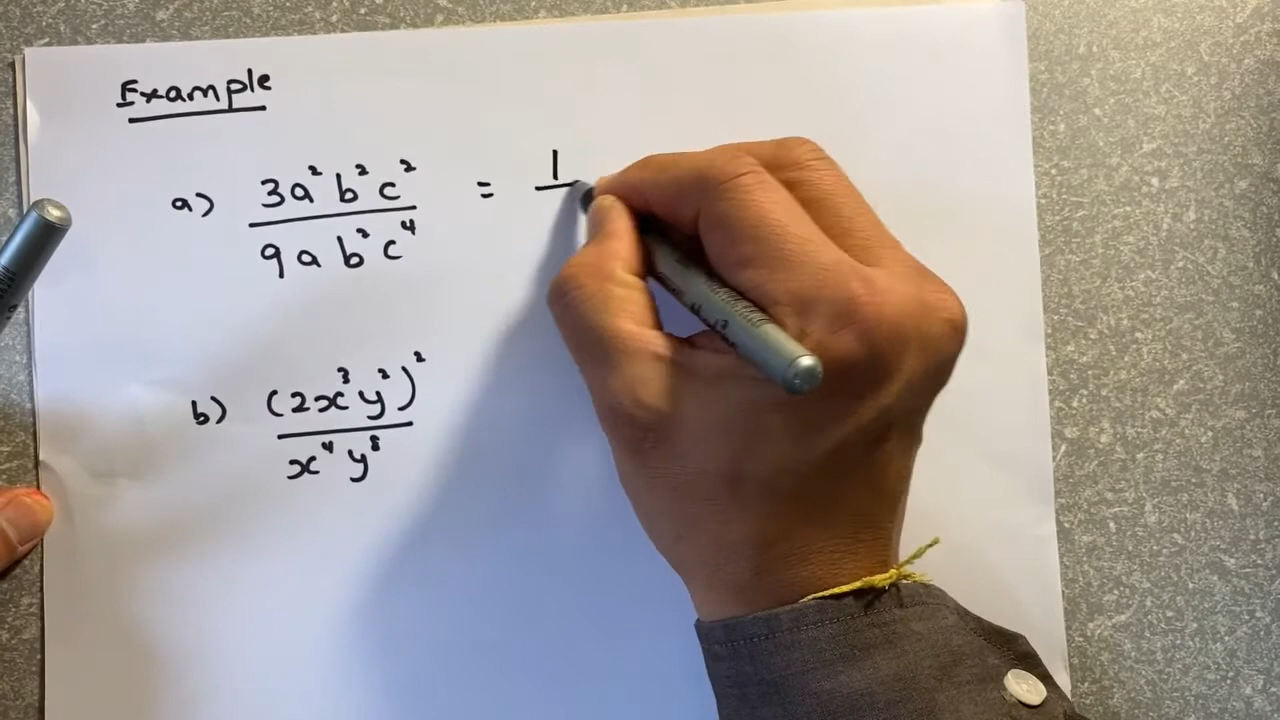 Example
a) 3a²b²c² = 1
9ab²c⁴
b) (2x³y²)²
x⁴y⁸